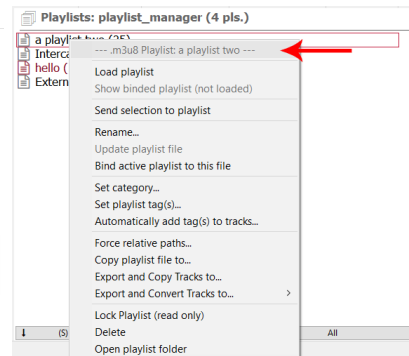 Playlists: playlist_manager (4 pls.)
a playlist two (25)
--- .m3u8 Playlist: a playlist two ---
Interca
hello (
Extern
Load playlist
Show binded playlist (not loaded)
Send selection to playlist
Rename...
Update playlist file
Bind active playlist to this file
Set category...
Set playlist tag(s)...
Automatically add tag(s) to tracks...
Force relative paths...
Copy playlist file to...
Export and Copy Tracks to...
Export and Convert Tracks to...
Lock Playlist (read only)
Delete
Open playlist folder
(S)
All